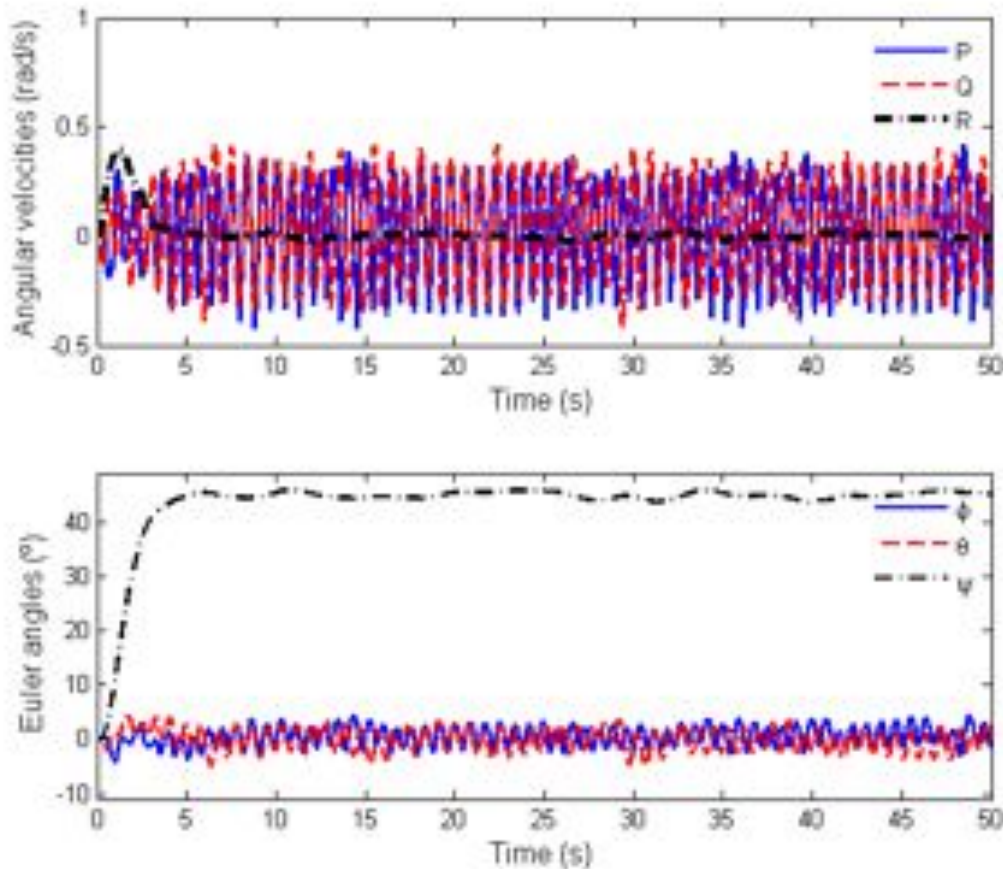 Angular velocities (rad/s)
1
0.5
0
-0.5
P
Q
R
0 5 10 15 20 25 30 35 40 45 50
Time (s)
Euler angles (º)
40
30
20
10
0
-10
ϕ
θ
ψ
0 5 10 15 20 25 30 35 40 45 50
Time (s)